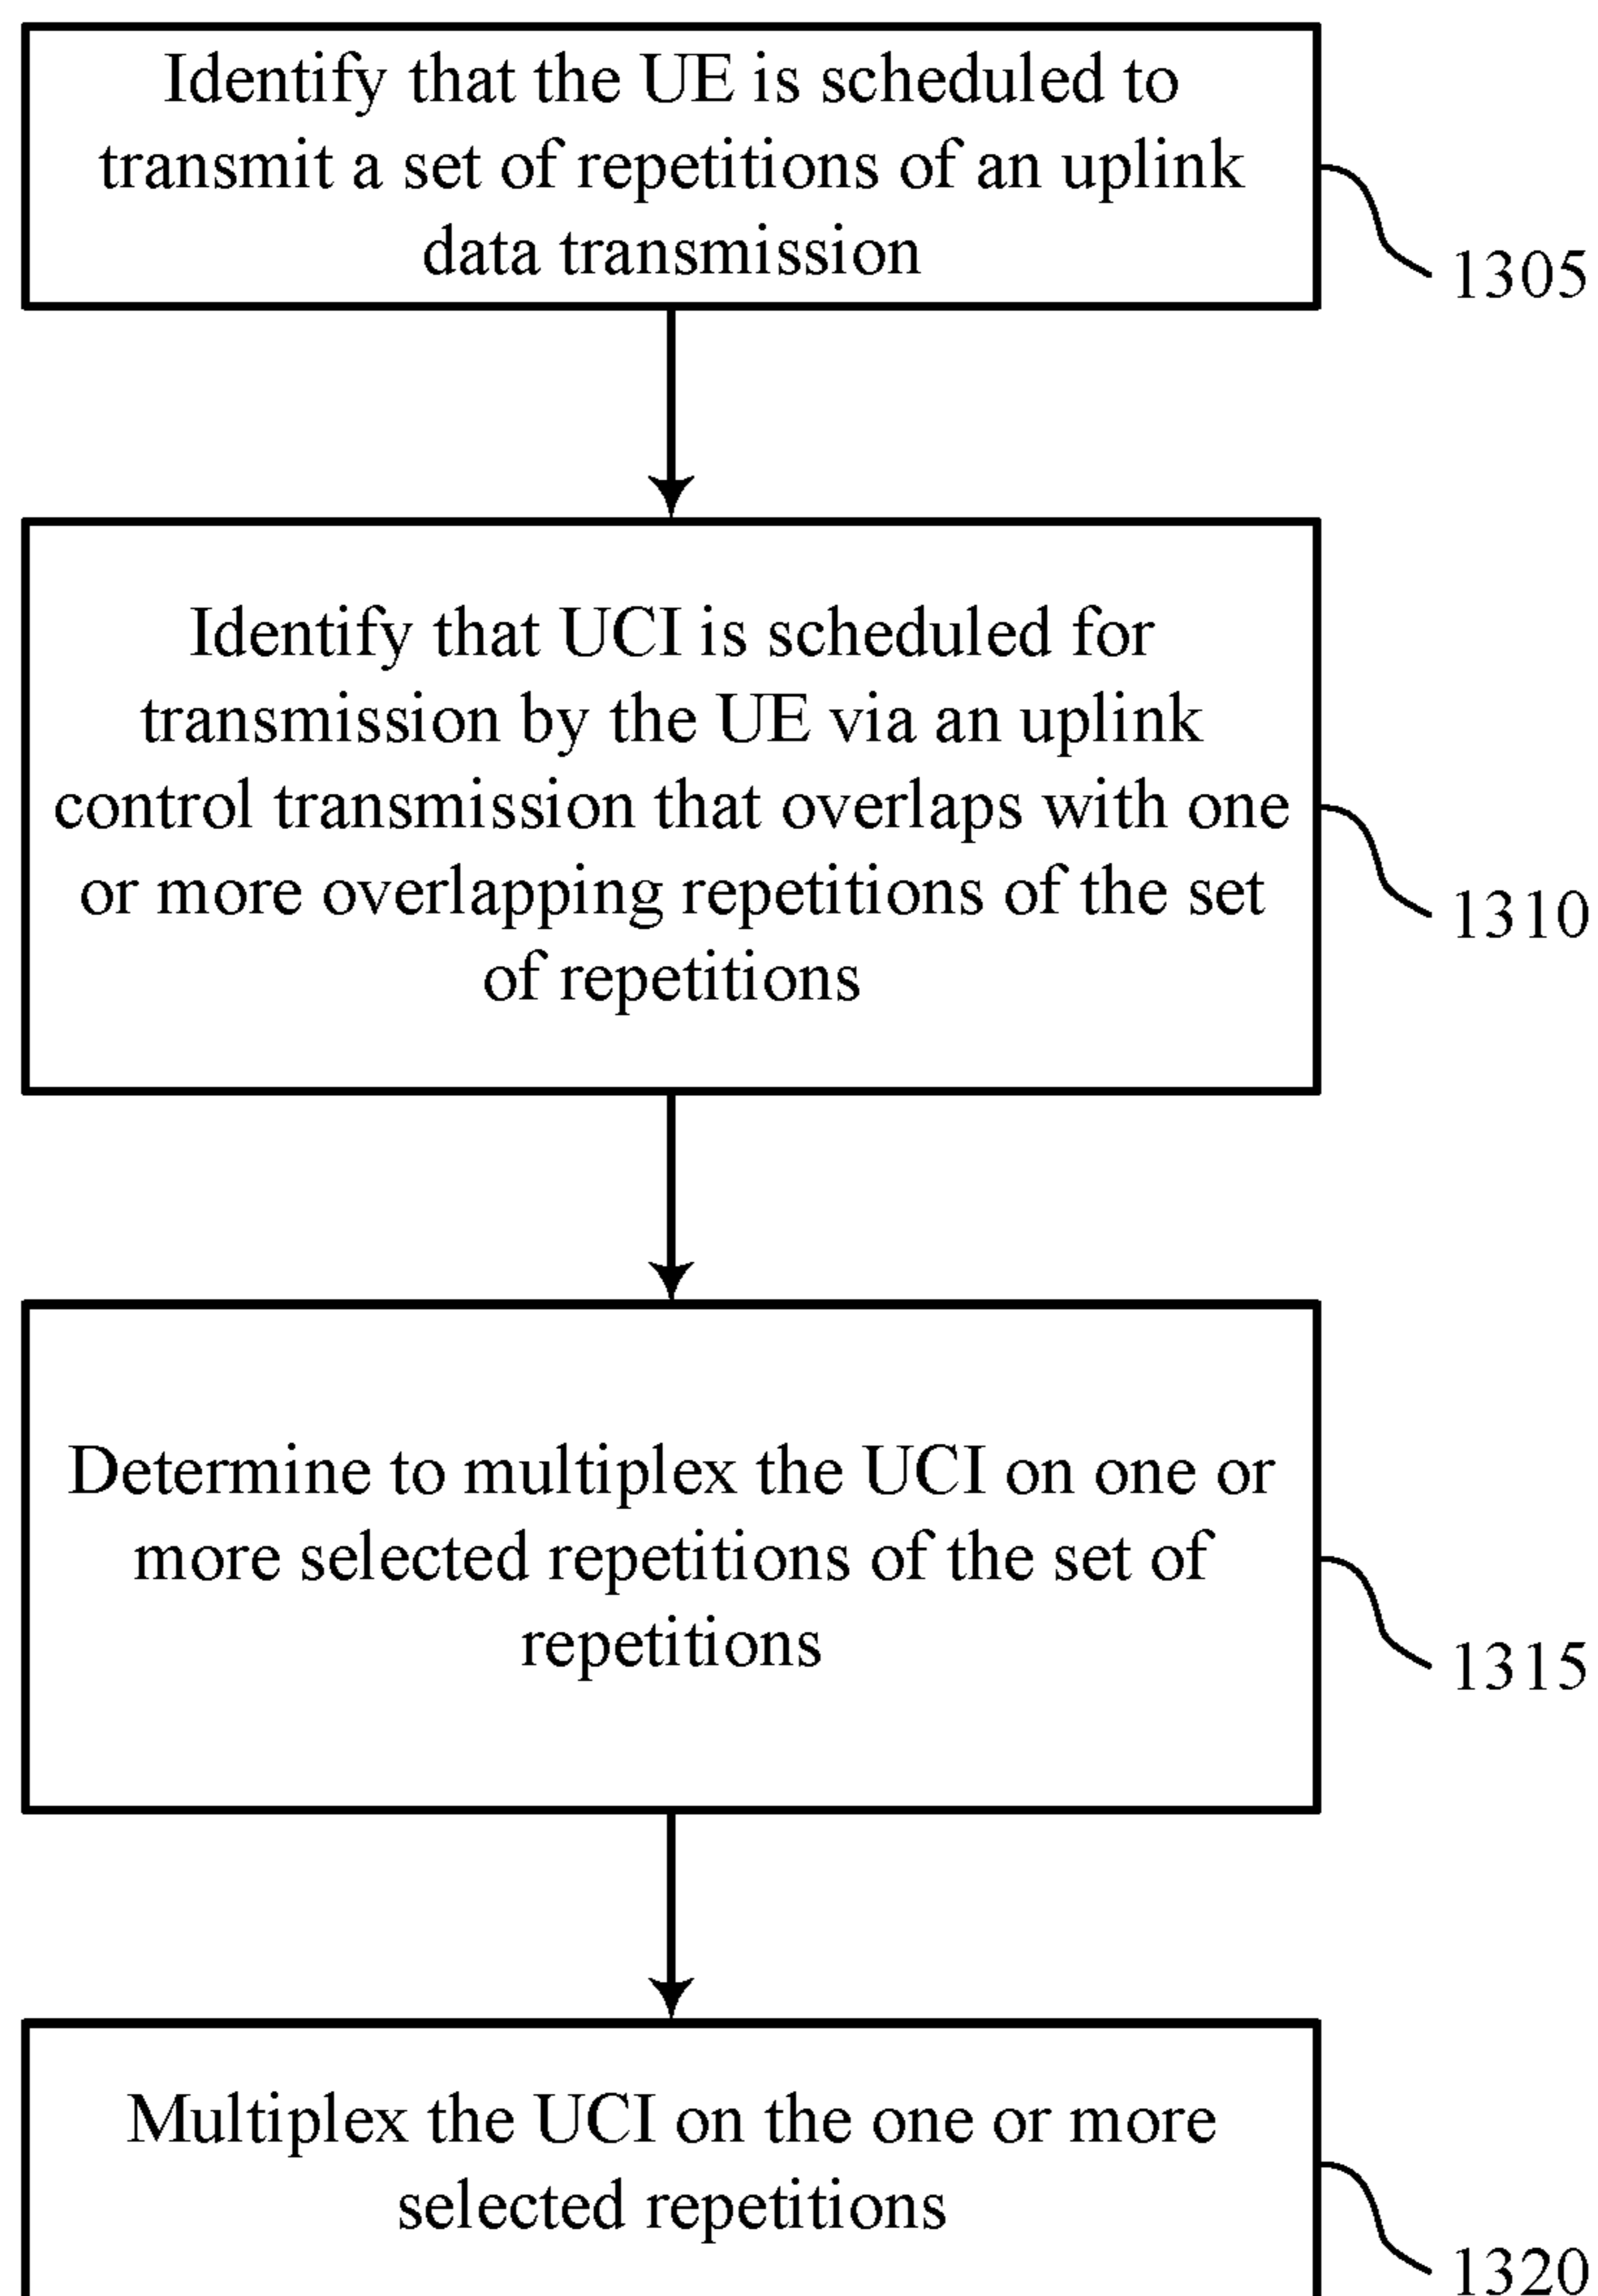 Identify that the UE is scheduled to
transmit a set of repetitions of an uplink
data transmission
1305
Identify that UCI is scheduled for
transmission by the UE via an uplink
control transmission that overlaps with one
or more overlapping repetitions of the set
of repetitions
1310
Determine to multiplex the UCI on one or
more selected repetitions of the set of
repetitions
1315
Multiplex the UCI on the one or more
selected repetitions
1320